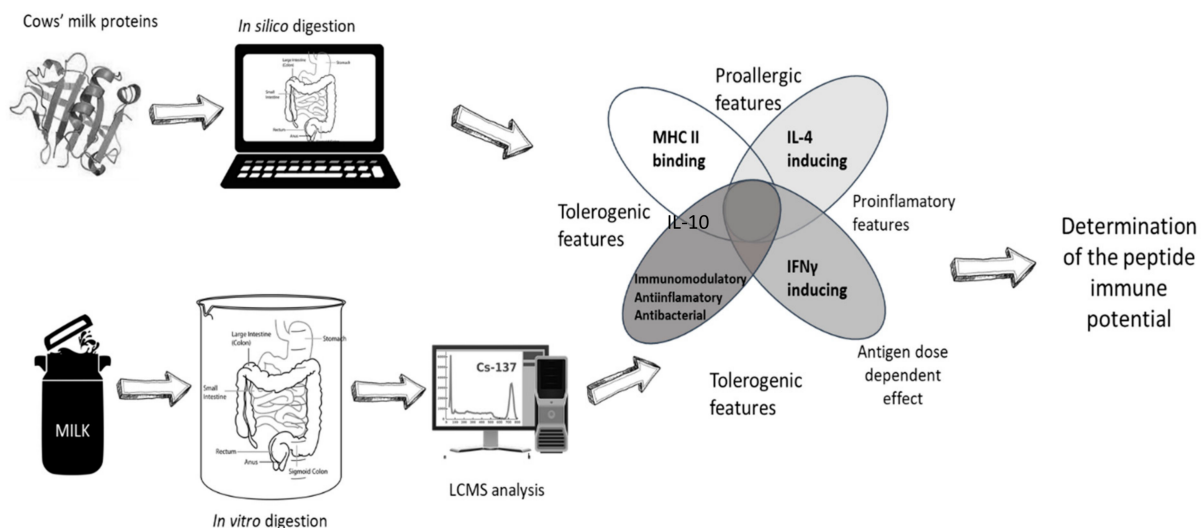 Cows' milk proteins
In silico digestion
Large Intestine
(Colon)
Stomach
Small
Intestine
Rectum
Anus
Proallergic
features
MHC II
binding
IL-4
inducing
Tolerogenic
features
IL-10
Proinflamatory
features
Immunomodulatory
Antiinflamatory
Antibacterial
IFNγ
inducing
Determination
of the peptide
immune
potential
Antigen dose
dependent
effect
Tolerogenic
features
MILK
Large Intestine
(Colon)
Stomach
Small
Intestine
Rectum
Anus
Sigmoid Colon
In vitro digestion
Cs-137
LCMS analysis